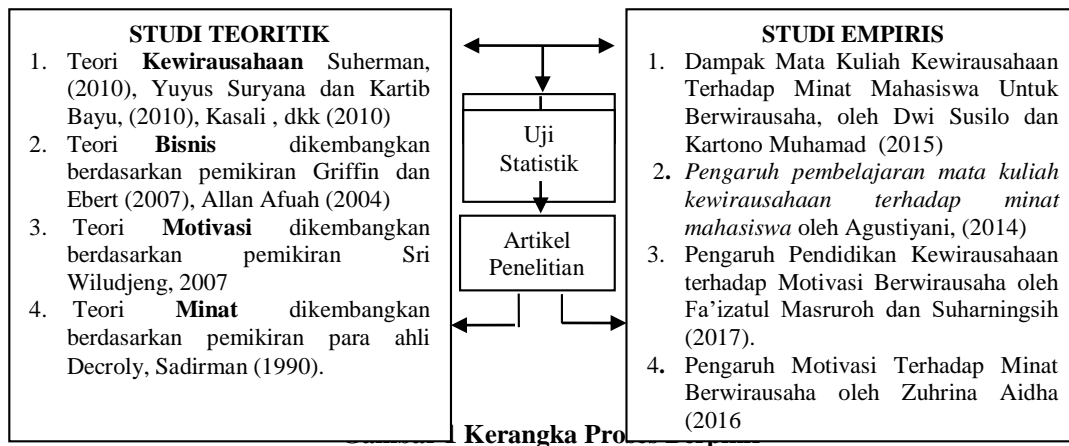 STUDI TEORITIK
1. Teori Kewirausahaan Suherman,
(2010), Yuyus Suryana dan Kartib
Bayu, (2010), Kasali , dkk (2010)
2. Teori Bisnis dikembangkan
berdasarkan pemikiran Griffin dan
Ebert (2007), Allan Afuah (2004)
3. Teori Motivasi dikembangkan
berdasarkan pemikiran Sri
Wiludjeng, 2007
4. Teori Minat dikembangkan
berdasarkan pemikiran para ahli
Decroly, Sadirman (1990).
Uji
Statistik
Artikel
Penelitian
STUDI EMPIRIS
1. Dampak Mata Kuliah Kewirausahaan
Terhadap Minat Mahasiswa Untuk
Berwirausaha, oleh Dwi Susilo dan
Kartono Muhamad (2015)
2. Pengaruh pembelajaran mata kuliah
kewirausahaan terhadap minat
mahasiswa oleh Agustiyani, (2014)
3. Pengaruh Pendidikan Kewirausahaan
terhadap Motivasi Berwirausaha oleh
Fa’izatul Masruroh dan Suharningsih
(2017).
4. Pengaruh Motivasi Terhadap Minat
Berwirausaha oleh Zuhrina Aidha
(2016
1 Kerangka